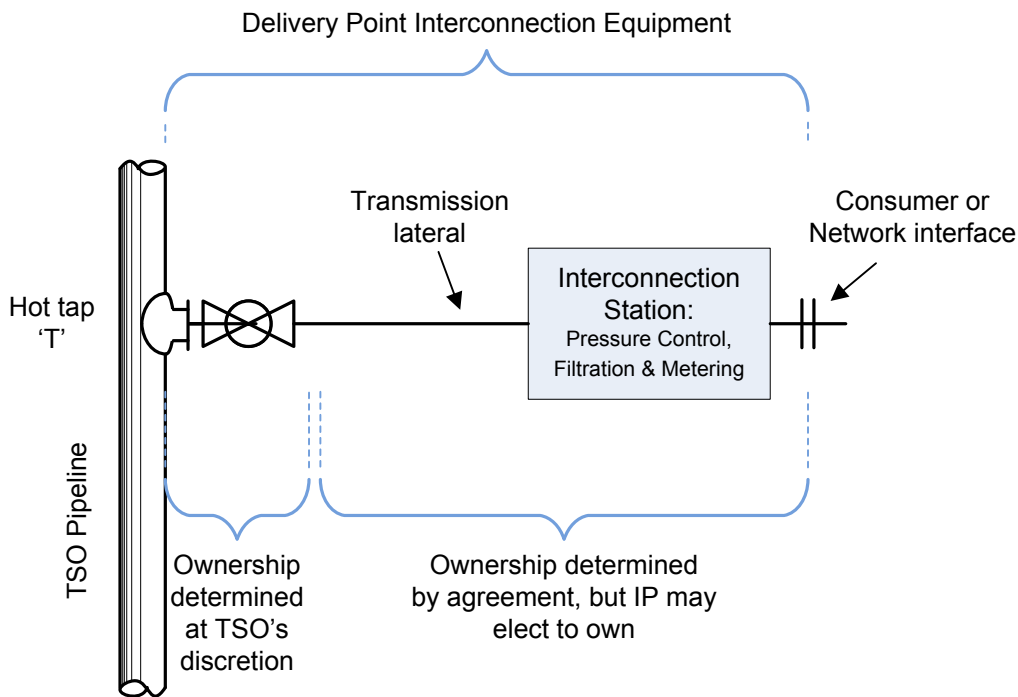 Delivery Point Interconnection Equipment
Transmission
lateral
Consumer or
Network interface
Interconnection
Station:
Pressure Control,
Filtration & Metering
Hot tap
‘T’
TSO Pipeline
Ownership
determined
at TSO’s
discretion
Ownership determined
by agreement, but IP may
elect to own